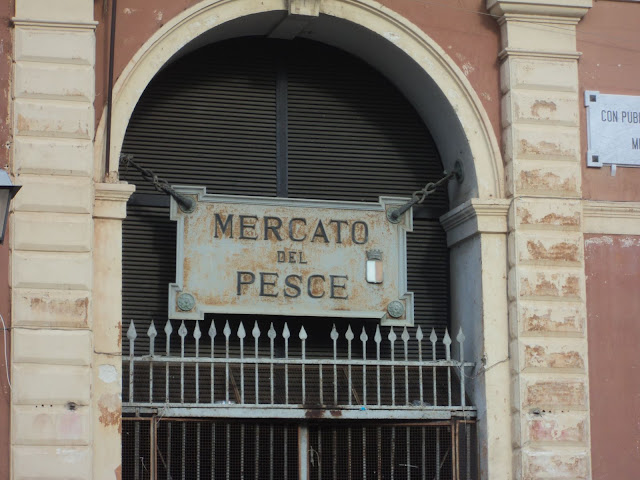 MERCATO
DEL
PESCE
CON PUB